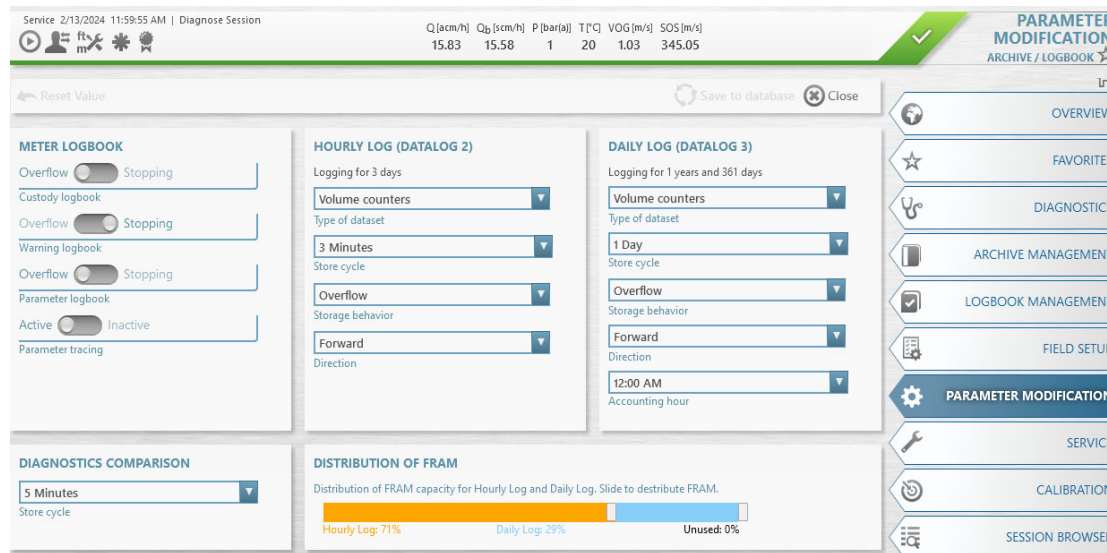 Service 2/13/2024 11:59:55 AM | Diagnose Session
Q [acm/h] Qb [scm/h] P [bar(a)] T [°C] VOG [m/s] SOS [m/s]
15.83 15.58 1 20 1.03 345.05
PARAMETER
MODIFICATION
ARCHIVE / LOGBOOK
Reset Value
Save to database
Close
METER LOGBOOK
Overflow Stopping
Custody logbook
Overflow Stopping
Warning logbook
Overflow Stopping
Parameter logbook
Active Inactive
Parameter tracing
HOURLY LOG (DATALOG 2)
Logging for 3 days
Volume counters
Type of dataset
3 Minutes
Store cycle
Overflow
Storage behavior
Forward
Direction
DAILY LOG (DATALOG 3)
Logging for 1 years and 361 days
Volume counters
Type of dataset
1 Day
Store cycle
Overflow
Storage behavior
Forward
Direction
12:00 AM
Accounting hour
DIAGNOSTICS COMPARISON
5 Minutes
Store cycle
DISTRIBUTION OF FRAM
Distribution of FRAM capacity for Hourly Log and Daily Log. Slide to destribute FRAM.
Hourly Log: 71% Daily Log: 29% Unused: 0%
OVERVIEW
FAVORITE
DIAGNOSTIC
ARCHIVE MANAGEMEN
LOGBOOK MANAGEMEN
FIELD SETU
PARAMETER MODIFICATION
SERVIC
CALIBRATION
SESSION BROWSE